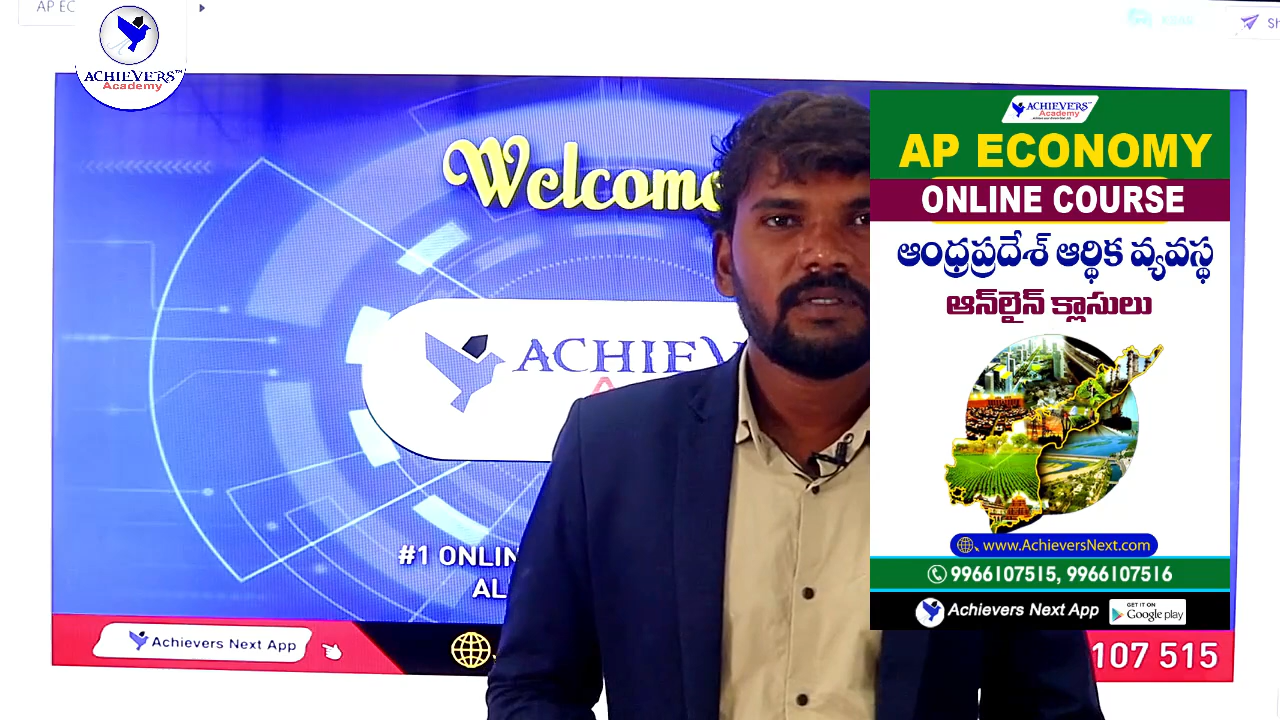 AP EC
ACHIEVERS™
Academy
Welcome
ACHIEV
#1 ONLIN
AL
Achievers Next App
107 515
ACHIEVERS
Academy
AP ECONOMY
ONLINE COURSE
ఆంధ్రప్రదేశ్ ఆర్థిక వ్యవస్థ
ఆన్‌లైన్ క్లాసులు
www.AchieversNext.com
9966107515, 9966107516
Achievers Next App
GET IT ON
Google play